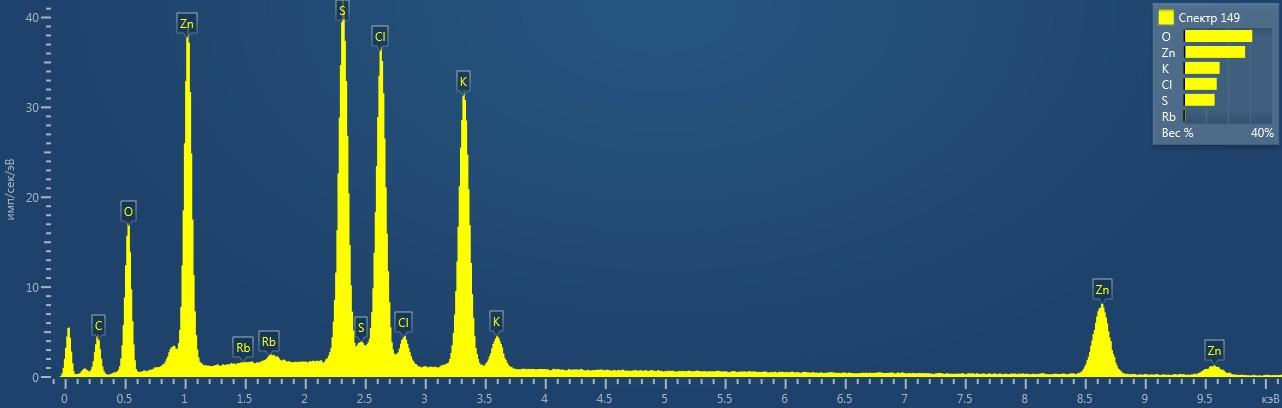 40
30
20
10
0
имп/сек/эВ
C
O
Zn
Rb
Rb
S
S
Cl
Cl
K
K
Zn
Zn
0 0.5 1 1.5 2 2.5 3 3.5 4 4.5 5 5.5 6 6.5 7 7.5 8 8.5 9 9.5 кэВ
Спектр 149
O
Zn
K
Cl
S
Rb
Вес % 40%